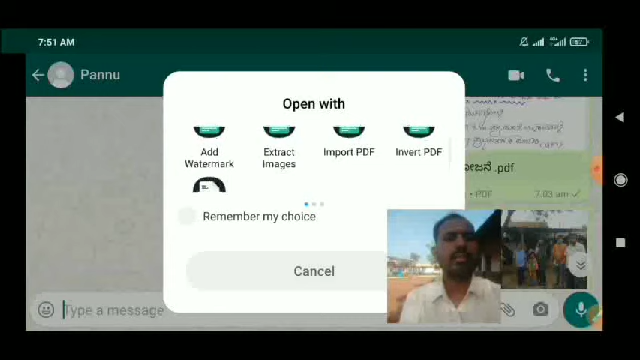 7:51 AM
Pannu
Open with
Add
Watermark
Extract
images
Import PDF
Invert PDF
ಜನೆ.pdf
• PDF
7:03 am
Remember my choice
Cancel
Type a message